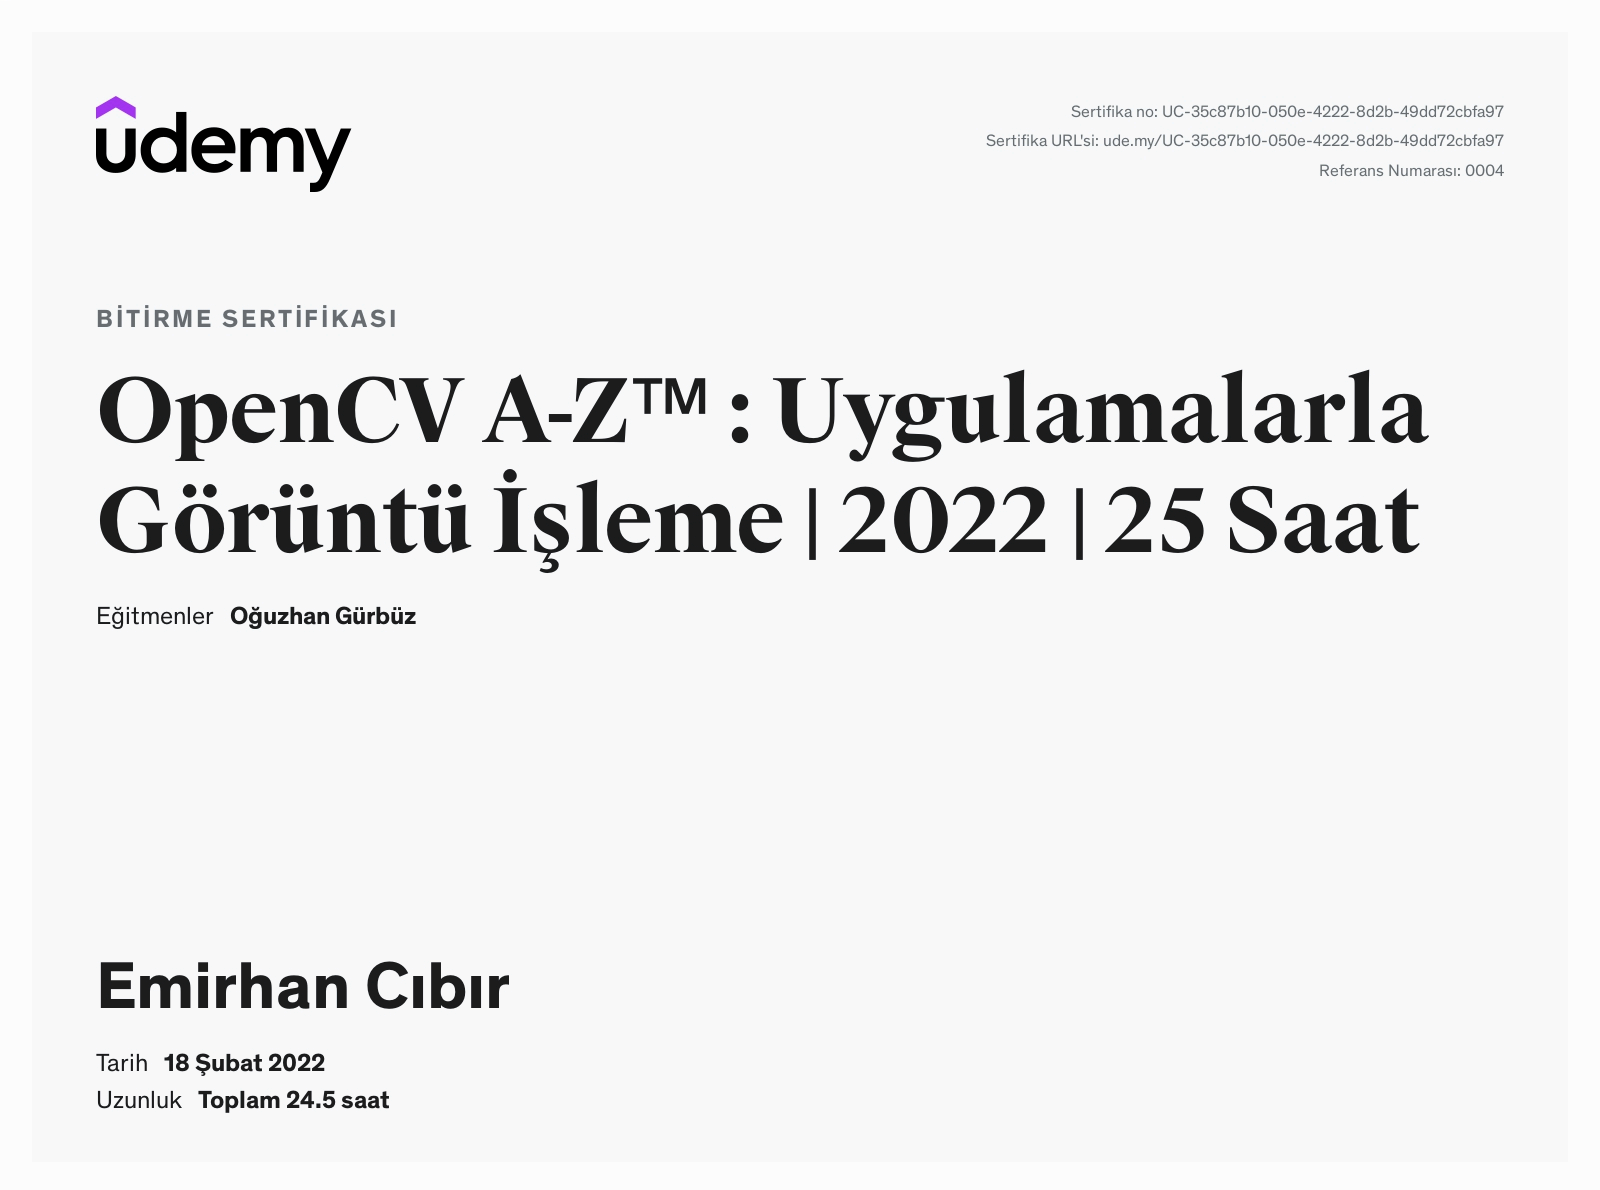 udemy
Sertifika no: UC-35c87b10-050e-4222-8d2b-49dd72cbfa97
Sertifika URL'si: ude.my/UC-35c87b10-050e-4222-8d2b-49dd72cbfa97
Referans Numarası: 0004
BİTİRME SERTİFİKASI
OpenCV A-Z™ : Uygulamalarla
Görüntü İşleme | 2022 | 25 Saat
Eğitmenler Oğuzhan Gürbüz
Emirhan Cıbır
Tarih 18 Şubat 2022
Uzunluk Toplam 24.5 saat